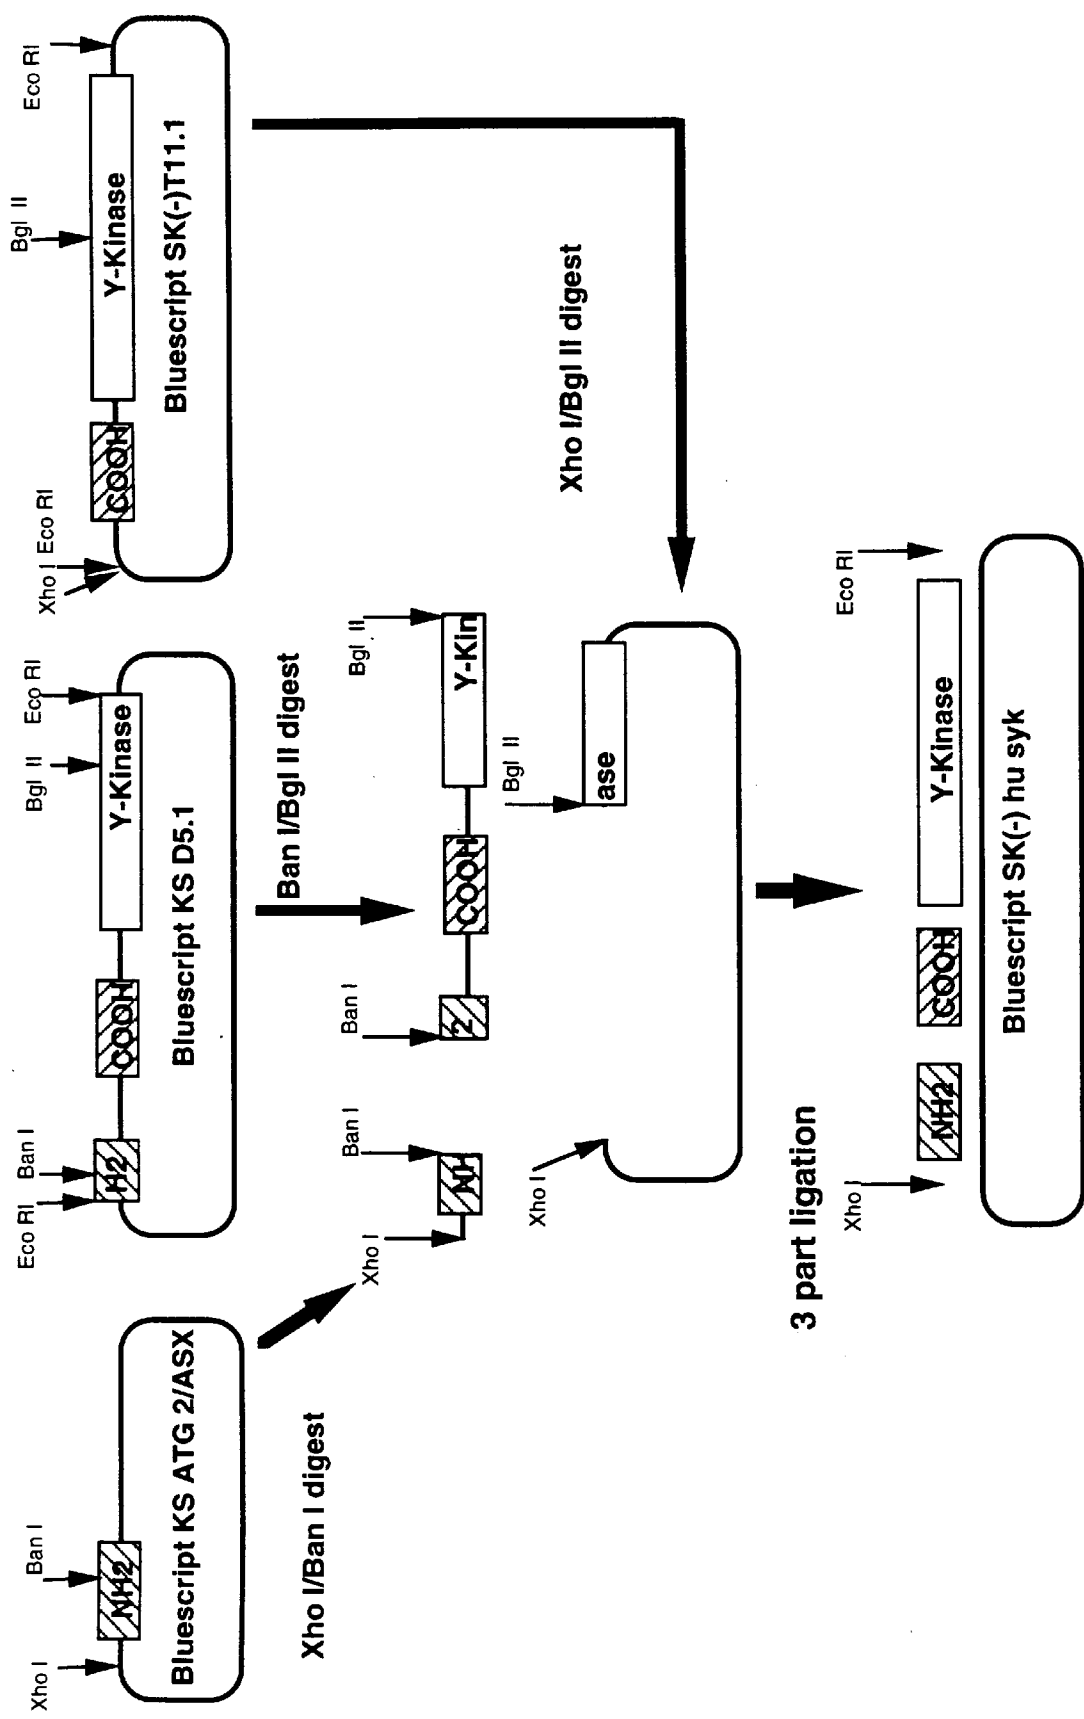 Xho I
Ban I
NH2
Bluescript KS ATG 2/ASX
Eco RI
Ban I
Bgl II
Eco RI
H2
COOH
Y-Kinase
Bluescript KS D5.1
Xho I
Eco RI
Bgl II
Eco RI
COOH
Y-Kinase
Bluescript SK(-)T11.1
Xho I/Ban I digest
Ban I/Bgl II digest
Xho I/Bgl II digest
Xho I
Ban I
NH
Ban I
Bgl II
2
COOH
Y-Kin
Xho I
Bgl II
ase
3 part ligation
Xho I
Eco RI
NH2
COOH
Y-Kinase
Bluescript SK(-) hu syk